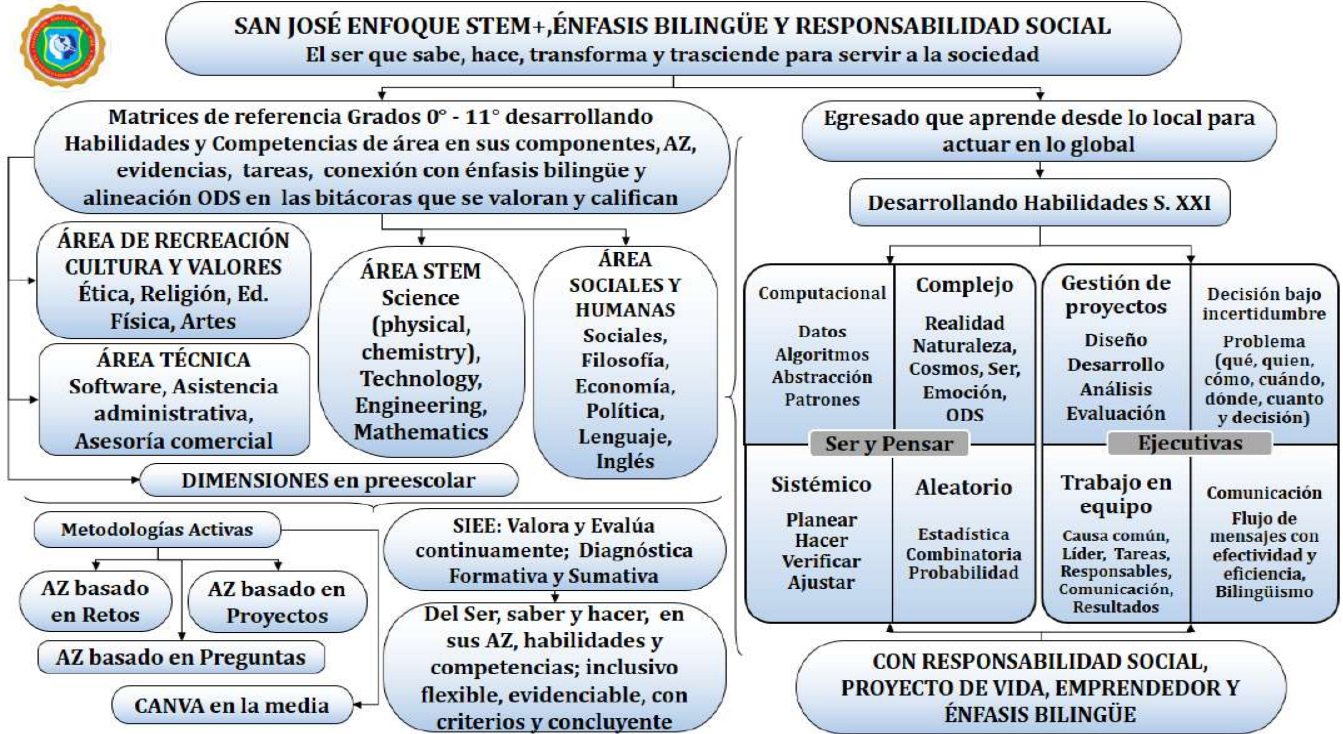 SAN JOSÉ ENFOQUE STEM+,ÉNFASIS BILINGÜE Y RESPONSABILIDAD SOCIAL
El ser que sabe, hace, transforma y trasciende para servir a la sociedad
Matrices de referencia Grados 0° - 11° desarrollando
Habilidades y Competencias de área en sus componentes, AZ,
evidencias, tareas, conexión con énfasis bilingüe y
alineación ODS en las bitácoras que se valoran y califican
ÁREA DE RECREACIÓN
CULTURA Y VALORES
Ética, Religión, Ed.
Física, Artes
ÁREA TÉCNICA
Software, Asistencia
administrativa,
Asesoría comercial
ÁREA STEM
Science
(physical,
chemistry),
Technology,
Engineering,
Mathematics
ÁREA
SOCIALES Y
HUMANAS
Sociales,
Filosofía,
Economía,
Política,
Lenguaje,
Inglés
DIMENSIONES en preescolar
Metodologías Activas
AZ basado
en Retos
AZ basado en
Proyectos
AZ basado en Preguntas
CANVA en la media
SIEE: Valora y Evalúa
continuamente; Diagnóstica
Formativa y Sumativa
Del Ser, saber y hacer, en
sus AZ, habilidades y
competencias; inclusivo
flexible, evidenciable, con
criterios y concluyente
Egresado que aprende desde lo local para
actuar en lo global
Desarrollando Habilidades S. XXI
Computacional
Datos
Algoritmos
Abstracción
Patrones
Complejo
Realidad
Naturaleza,
Cosmos, Ser,
Emoción,
ODS
Ser y Pensar
Sistémico
Planear
Hacer
Verificar
Ajustar
Aleatorio
Estadística
Combinatoria
Probabilidad
Gestión de
proyectos
Diseño
Desarrollo
Análisis
Evaluación
Decisión bajo
incertidumbre
Problema
(qué, quien,
cómo, cuándo,
dónde, cuanto
y decisión)
Ejecutivas
Trabajo en
equipo
Causa común,
Líder, Tareas,
Responsables,
Comunicación,
Resultados
Comunicación
Flujo de
mensajes con
efectividad y
eficiencia,
Bilingüismo
CON RESPONSABILIDAD SOCIAL,
PROYECTO DE VIDA, EMPRENDEDOR Y
ÉNFASIS BILINGÜE